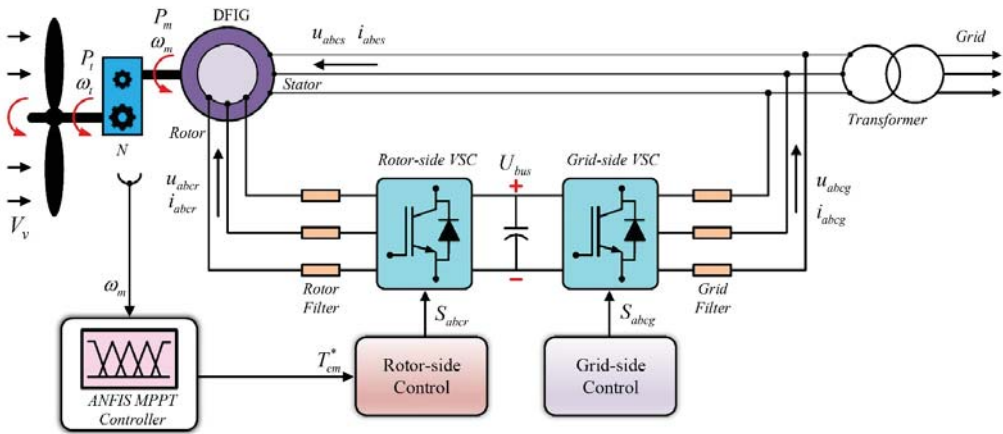 P_m
ω_m
DFIG
u_abcs i_abcs
Grid
P_t
ω_t
Stator
Transformer
Rotor
N
Rotor-side VSC
U_bus
Grid-side VSC
+
u_abcr
i_abcr
u_abcg
i_abcg
V_v
−
Rotor
Filter
Grid
Filter
ω_m
S_abcr
S_abcg
T*_em
Rotor-side
Control
Grid-side
Control
ANFIS MPPT
Controller